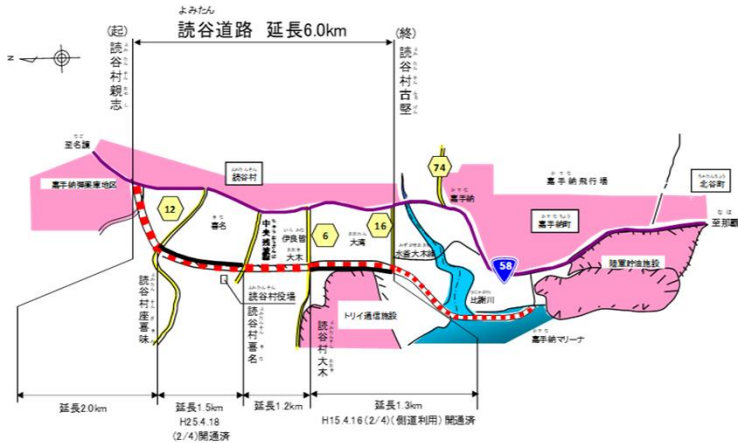 よみたん
読谷道路 延長6.0km
(起)
読谷村親志
(終)
読谷村古堅
N
至名護
嘉手納弾薬庫地区
読谷村
74
嘉手納
嘉手納飛行場
北谷町
至那覇
12
喜名
中央残波線
伊良皆
大木
6
大湾
16
水釜大木線
嘉手納町
58
陸軍貯油施設
比謝川
嘉手納マリーナ
トリイ通信施設
読谷村役場
読谷村座喜味
読谷村喜名
読谷村大木
延長2.0km
延長1.5km
H25.4.18
(2/4)開通済
延長1.2km
延長1.3km
H15.4.16(2/4)(側道利用)開通済